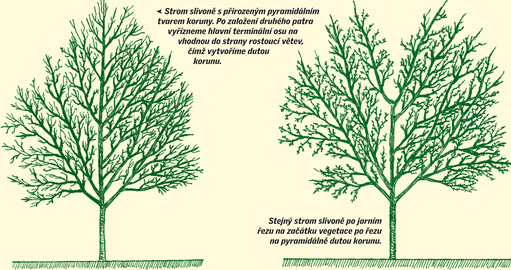 ◄ Strom slivoně s přirozeným pyramidálním
tvarem koruny. Po založení druhého patra
vyřízneme hlavní terminální osu na
vhodnou do strany rostoucí větev,
čímž vytvoříme dutou
korunu.
Stejný strom slivoně po jarním
řezu na začátku vegetace po řezu
na pyramidálně dutou korunu.